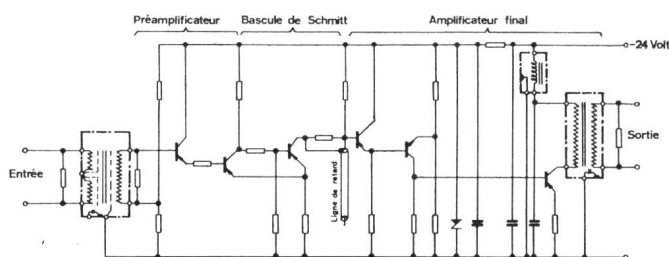 Préamplificateur
Bascule de Schmitt
Amplificateur final
-24 Volt
Entrée
Ligne de retard
Sortie